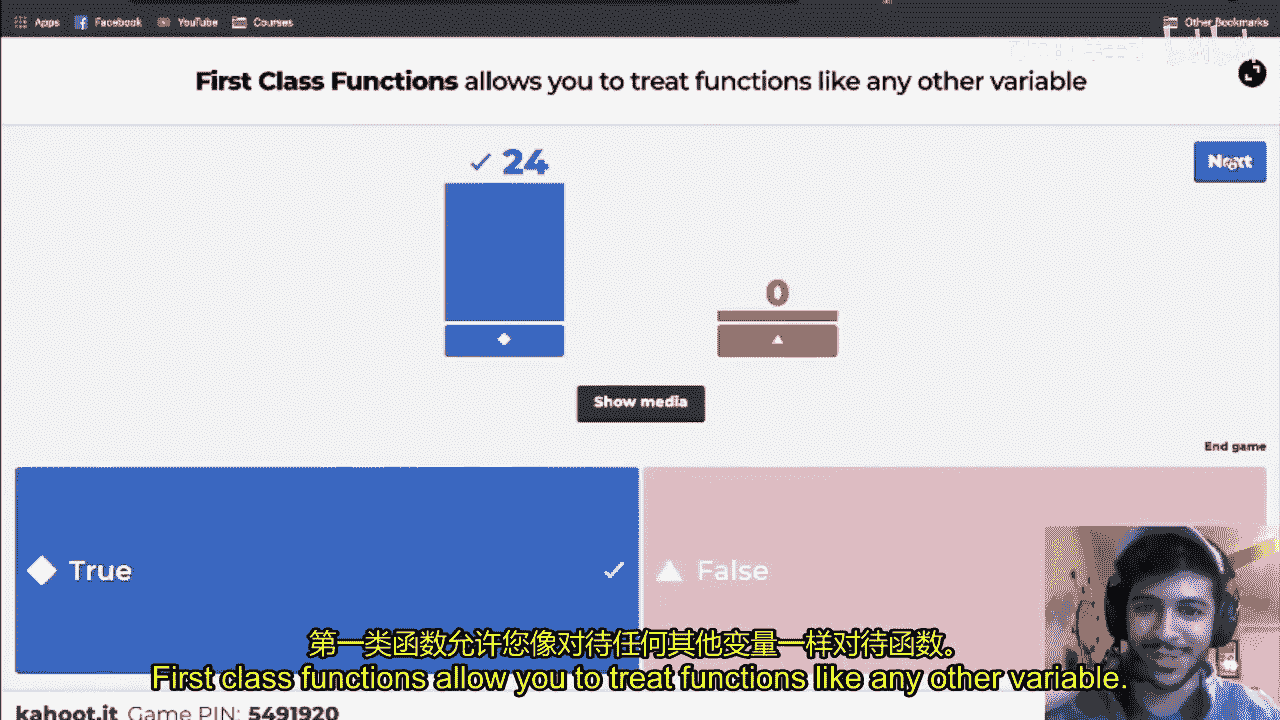 Apps Facebook YouTube Courses Other Bookmarks
First Class Functions allows you to treat functions like any other variable
24
Next
0
Show media
End game
True
False
第一类函数允许您像对待任何其他变量一样对待函数。
First class functions allow you to treat functions like any other variable.
kahoot.it Game PIN: 5491920